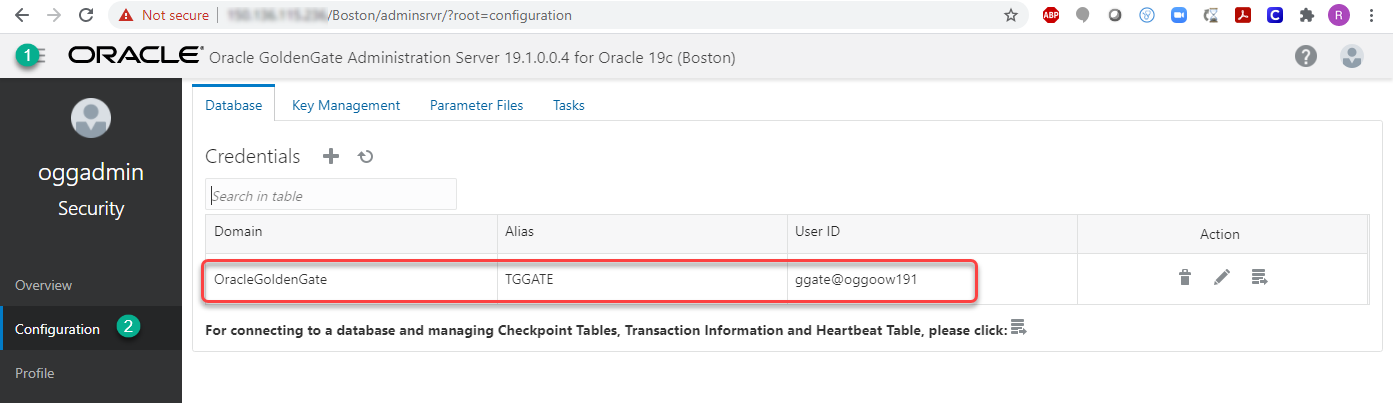 Not secure /Boston/adminsrvr/?root=configuration ABP C R
1 ORACLE® Oracle GoldenGate Administration Server 19.1.0.0.4 for Oracle 19c (Boston) ?
oggadmin
Security
Overview
Configuration 2
Profile
Database Key Management Parameter Files Tasks
Credentials
Search in table
Domain Alias User ID Action
OracleGoldenGate TGGATE ggate@oggoow191
For connecting to a database and managing Checkpoint Tables, Transaction Information and Heartbeat Table, please click: